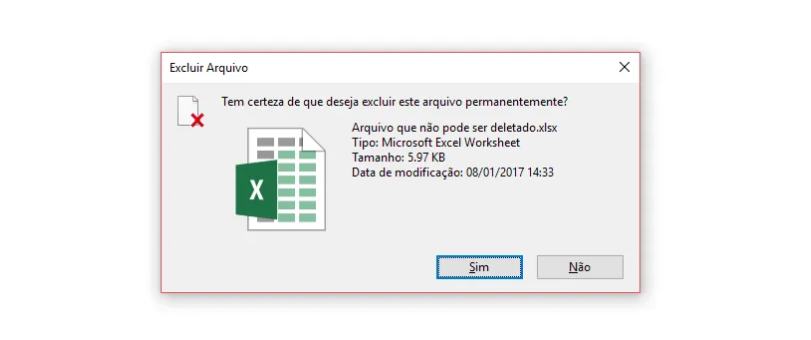 Excluir Arquivo
Tem certeza de que deseja excluir este arquivo permanentemente?
Arquivo que não pode ser deletado.xlsx
Tipo: Microsoft Excel Worksheet
Tamanho: 5.97 KB
Data de modificação: 08/01/2017 14:33
X
Sim
Não